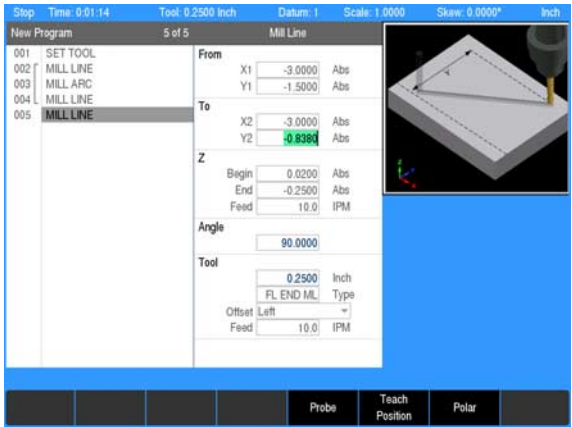 Stop Time: 0:01:14 Tool: 0.2500 Inch Datum: 1 Scale: 1.0000 Skew: 0.0000° Inch
New Program 5 of 5 Mill Line
001 SET TOOL
002 MILL LINE
003 MILL ARC
004 MILL LINE
005 MILL LINE
From
X1 -3.0000 Abs
Y1 -1.5000 Abs
To
X2 -3.0000 Abs
Y2 -0.8380 Abs
Z
Begin 0.0200 Abs
End -0.2500 Abs
Feed 10.0 IPM
Angle
90.0000
Tool
0.2500 Inch
FL END ML Type
Offset Left
Feed 10.0 IPM
Probe
Teach Position
Polar